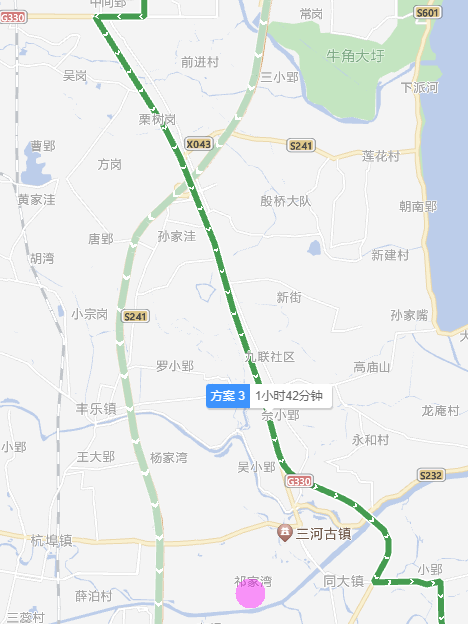 中间郢
常岗
G330
S601
牛角大圩
前进村
吴岗
三小郢
下派河
栗树岗
X043
S241
曹郢
莲花村
方岗
黄家洼
殷桥大队
朝南郢
唐郢
孙家洼
胡湾
新建村
新街
小宗岗
S241
孙家嘴
九联社区
罗小郢
高庙山
方案 3 1小时42分钟
丰乐镇
龙庵村
小郢
永和村
王大郢
杨家湾
吴小郢
S232
G330
三河古镇
杭埠镇
小郢
祁家湾
同大镇
薛泊村
三蕊村